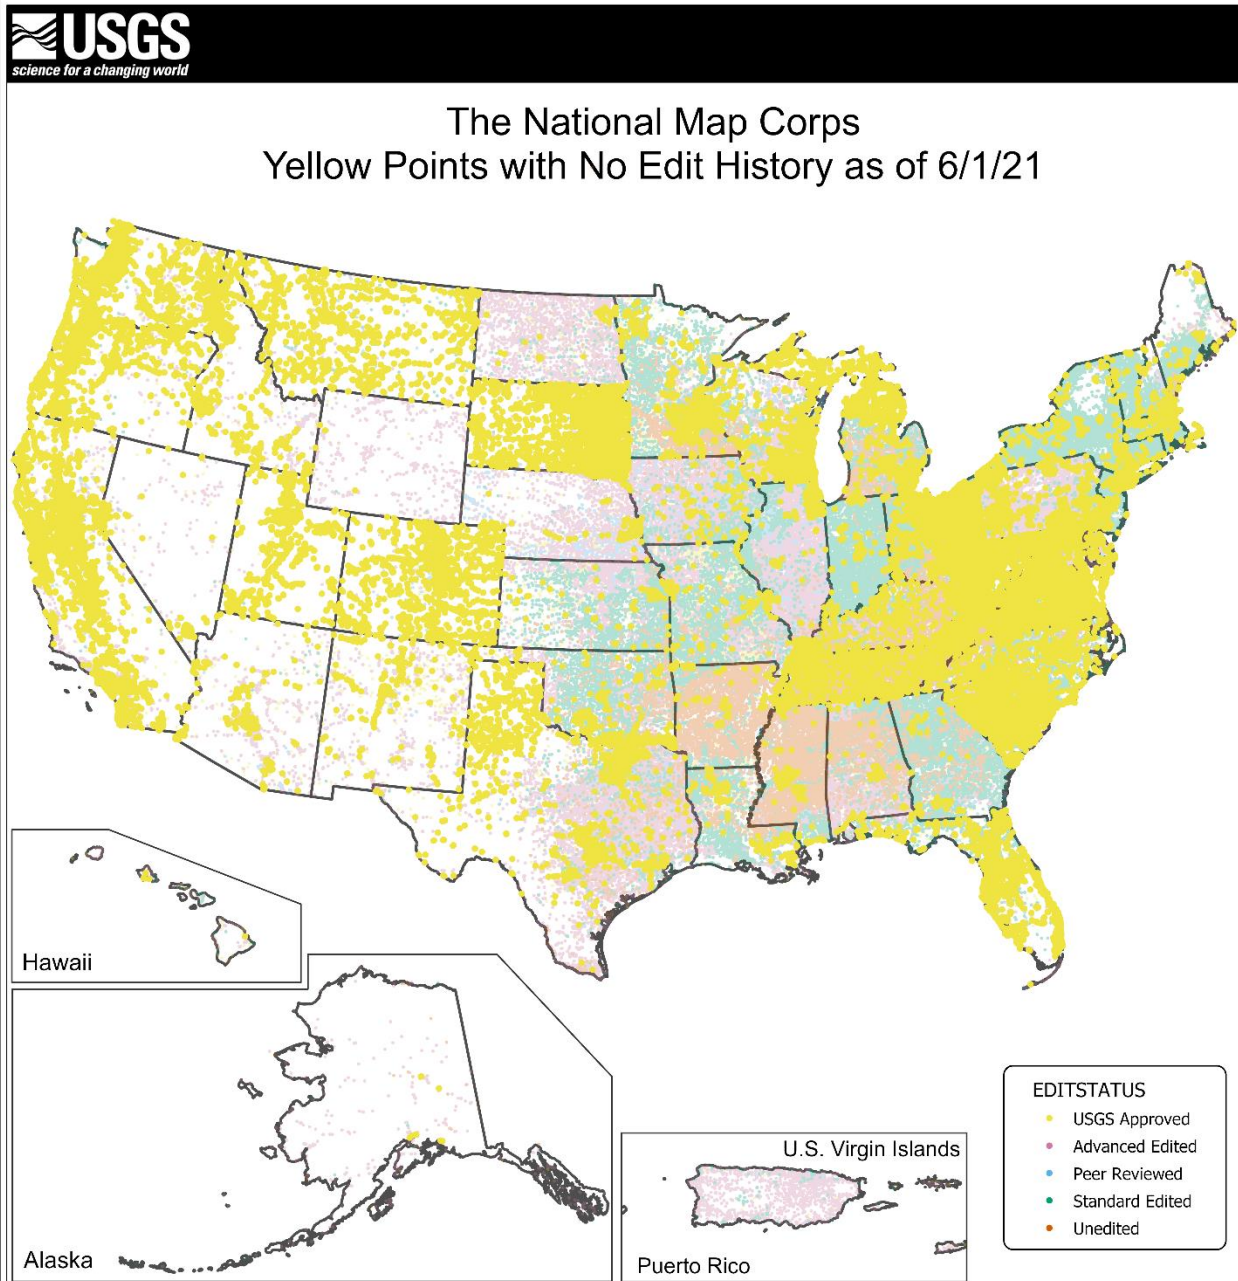 USGS
science for a changing world
The National Map Corps
Yellow Points with No Edit History as of 6/1/21
Hawaii
Alaska
U.S. Virgin Islands
Puerto Rico
EDITSTATUS
USGS Approved
Advanced Edited
Peer Reviewed
Standard Edited
Unedited